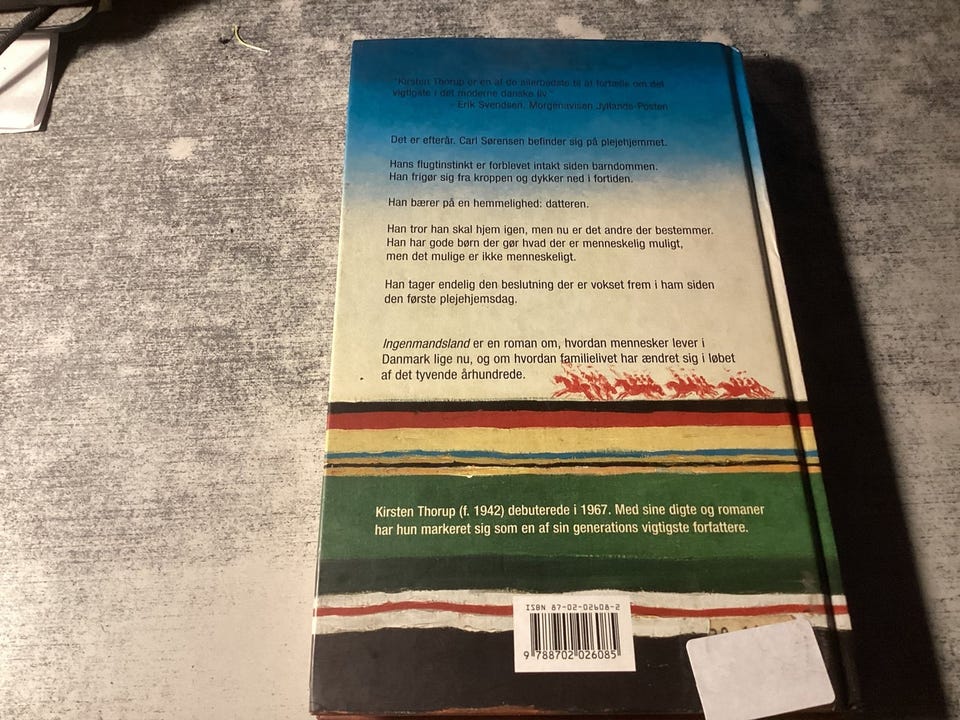 "Kirsten Thorup er en af de allerbedste til at fortælle om det
vigtigste i det moderne danske liv."
- Erik Svendsen, Morgenavisen Jyllands-Posten
Det er efterår. Carl Sørensen befinder sig på plejehjemmet.
Hans flugtinstinkt er forblevet intakt siden barndommen.
Han frigør sig fra kroppen og dykker ned i fortiden.
Han bærer på en hemmelighed: datteren.
Han tror han skal hjem igen, men nu er det andre der bestemmer.
Han har gode børn der gør hvad der er menneskelig muligt,
men det mulige er ikke menneskeligt.
Han tager endelig den beslutning der er vokset frem i ham siden
den første plejehjemsdag.
Ingenmandsland er en roman om, hvordan mennesker lever i
Danmark lige nu, og om hvordan familielivet har ændret sig i løbet
af det tyvende århundrede.
Kirsten Thorup (f. 1942) debuterede i 1967. Med sine digte og romaner
har hun markeret sig som en af sin generations vigtigste forfattere.
ISBN 87-02-02608-2
9 788702 026085